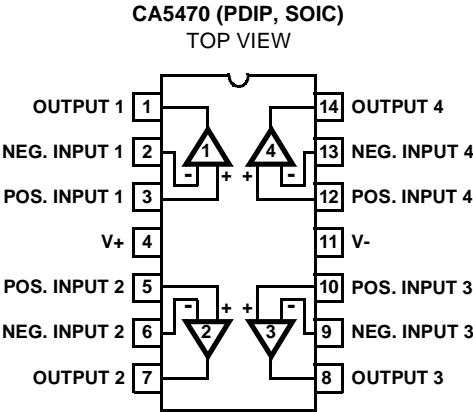 CA5470 (PDIP, SOIC)
TOP VIEW
OUTPUT 1 1 14 OUTPUT 4
NEG. INPUT 1 2 1 4 13 NEG. INPUT 4
- + + -
POS. INPUT 1 3 12 POS. INPUT 4
V+ 4 11 V-
POS. INPUT 2 5 10 POS. INPUT 3
- + + -
NEG. INPUT 2 6 2 3 9 NEG. INPUT 3
OUTPUT 2 7 8 OUTPUT 3